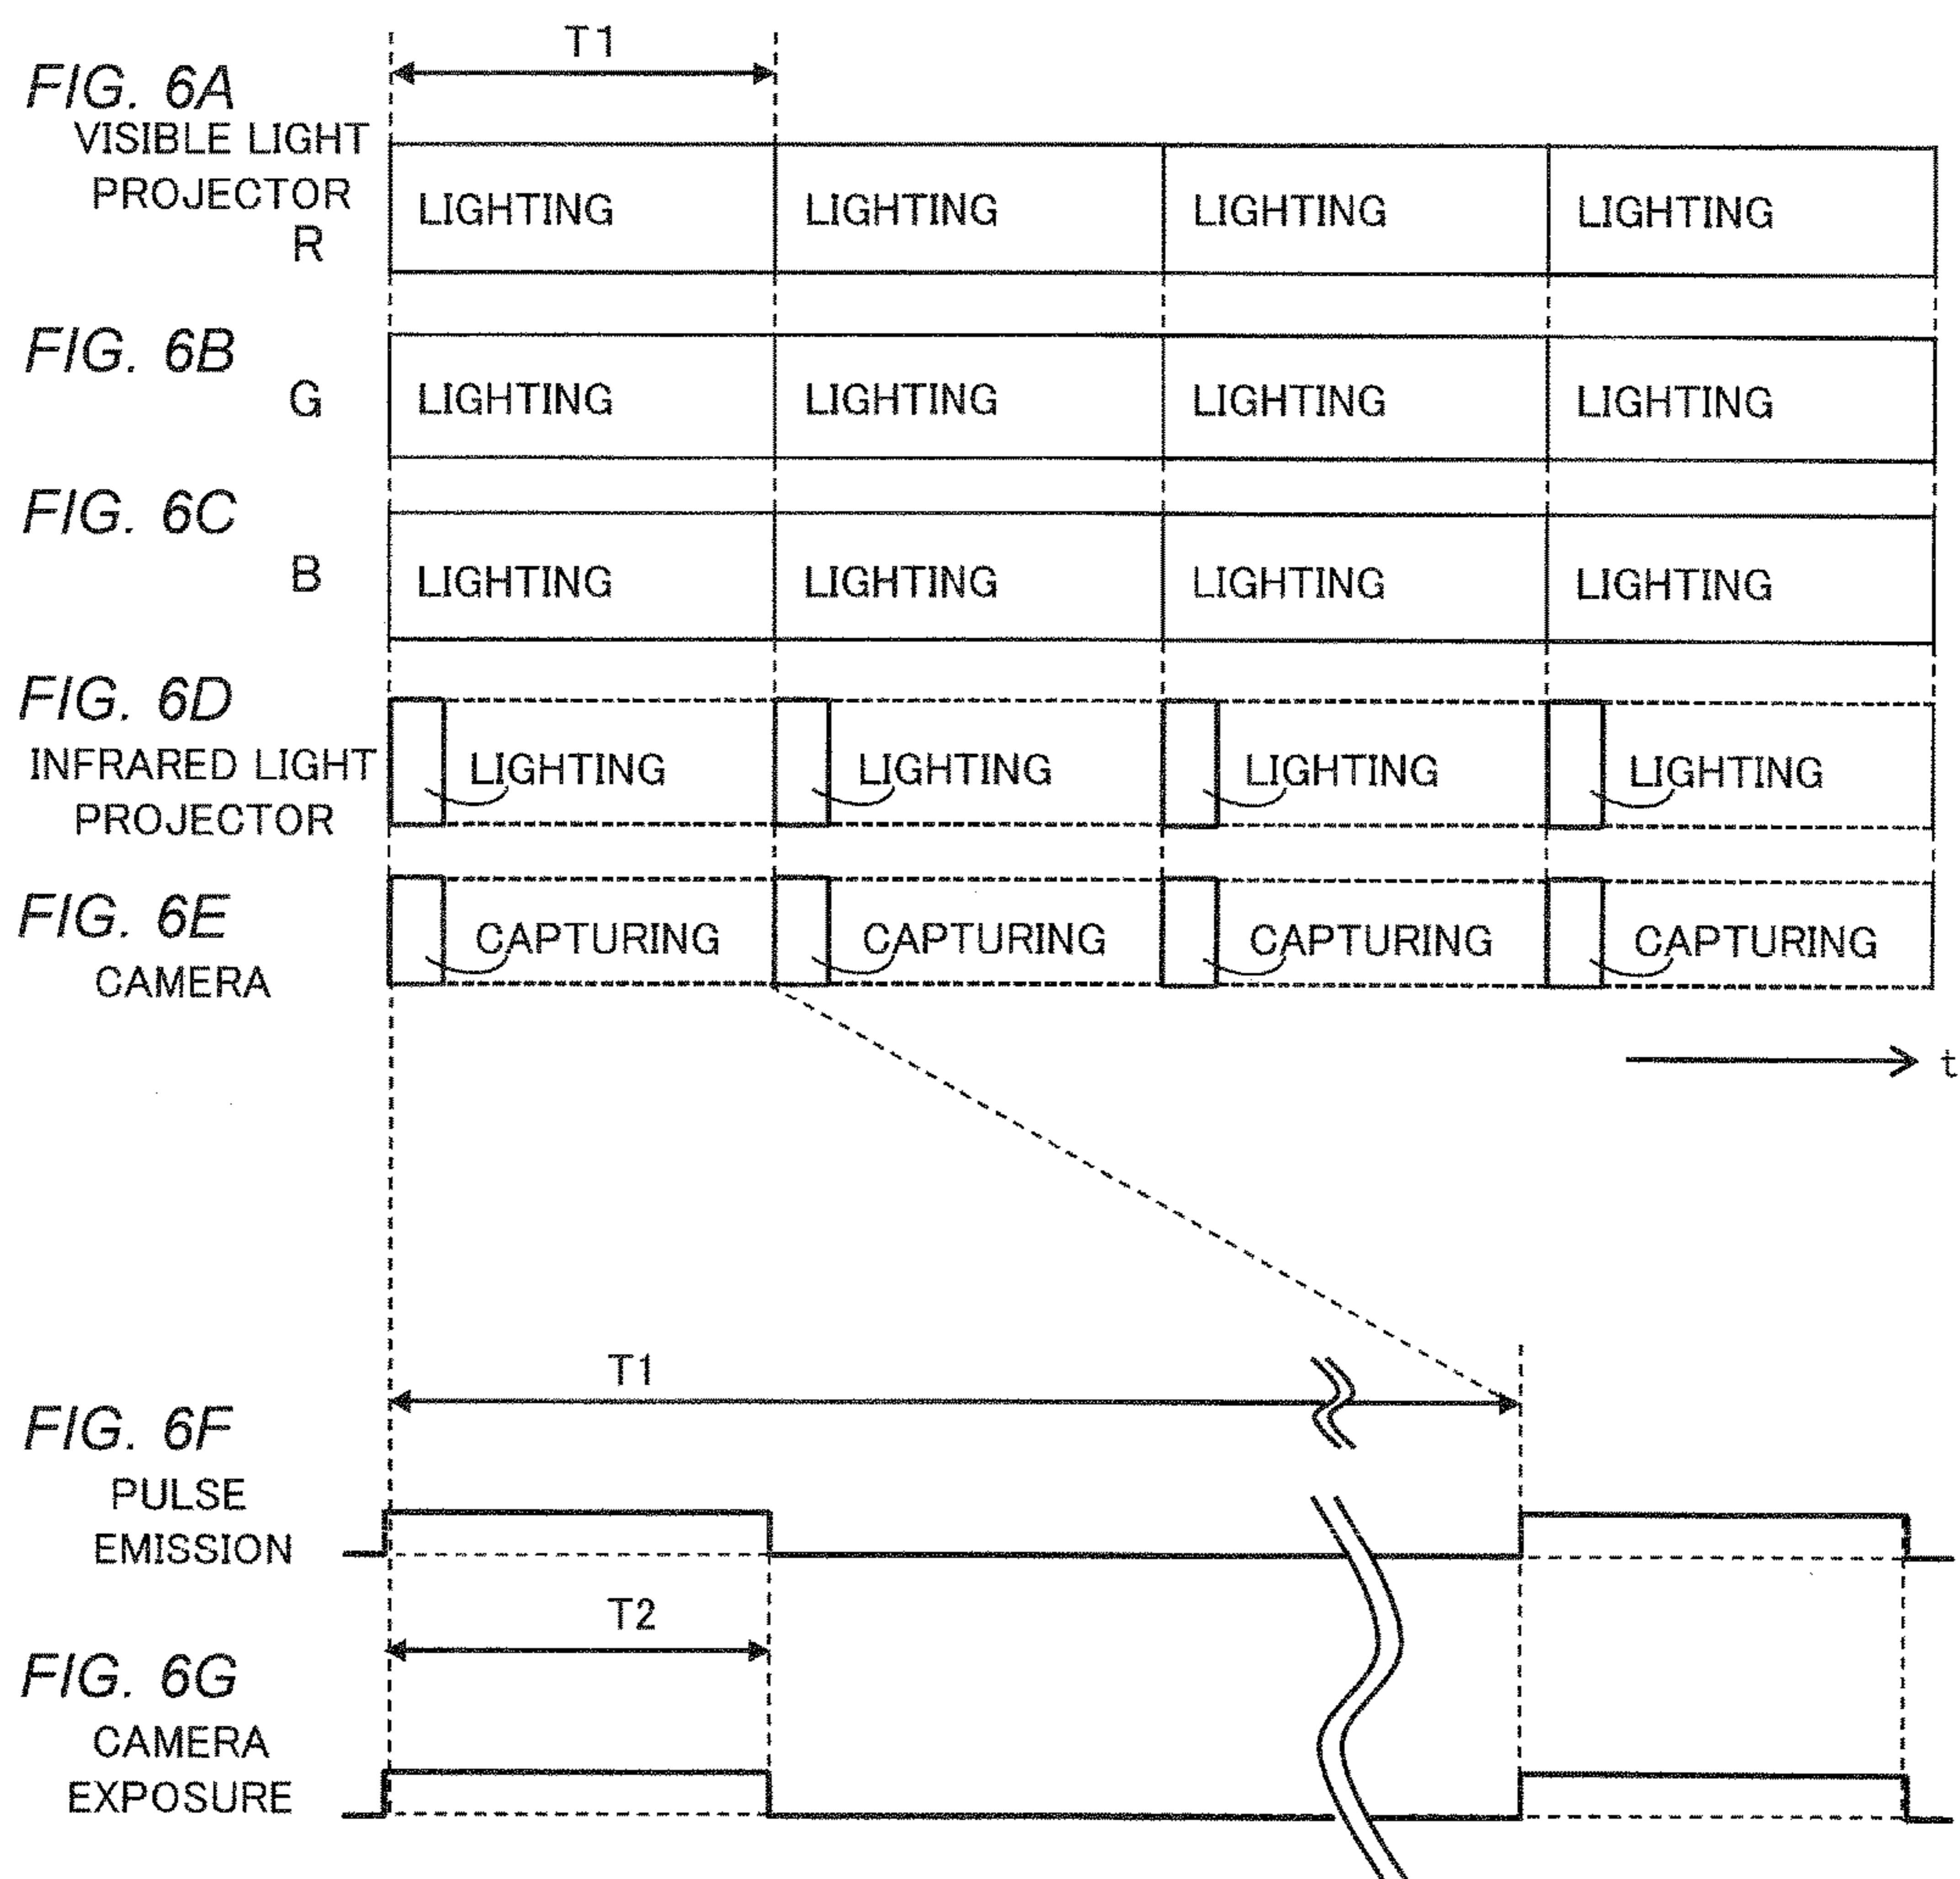 T1
FIG. 6A
VISIBLE LIGHT
PROJECTOR
R
LIGHTING LIGHTING LIGHTING LIGHTING
FIG. 6B
G
LIGHTING LIGHTING LIGHTING LIGHTING
FIG. 6C
B
LIGHTING LIGHTING LIGHTING LIGHTING
FIG. 6D
INFRARED LIGHT
PROJECTOR
LIGHTING LIGHTING LIGHTING LIGHTING
FIG. 6E
CAMERA
CAPTURING CAPTURING CAPTURING CAPTURING
t
T1
FIG. 6F
PULSE
EMISSION
T2
FIG. 6G
CAMERA
EXPOSURE